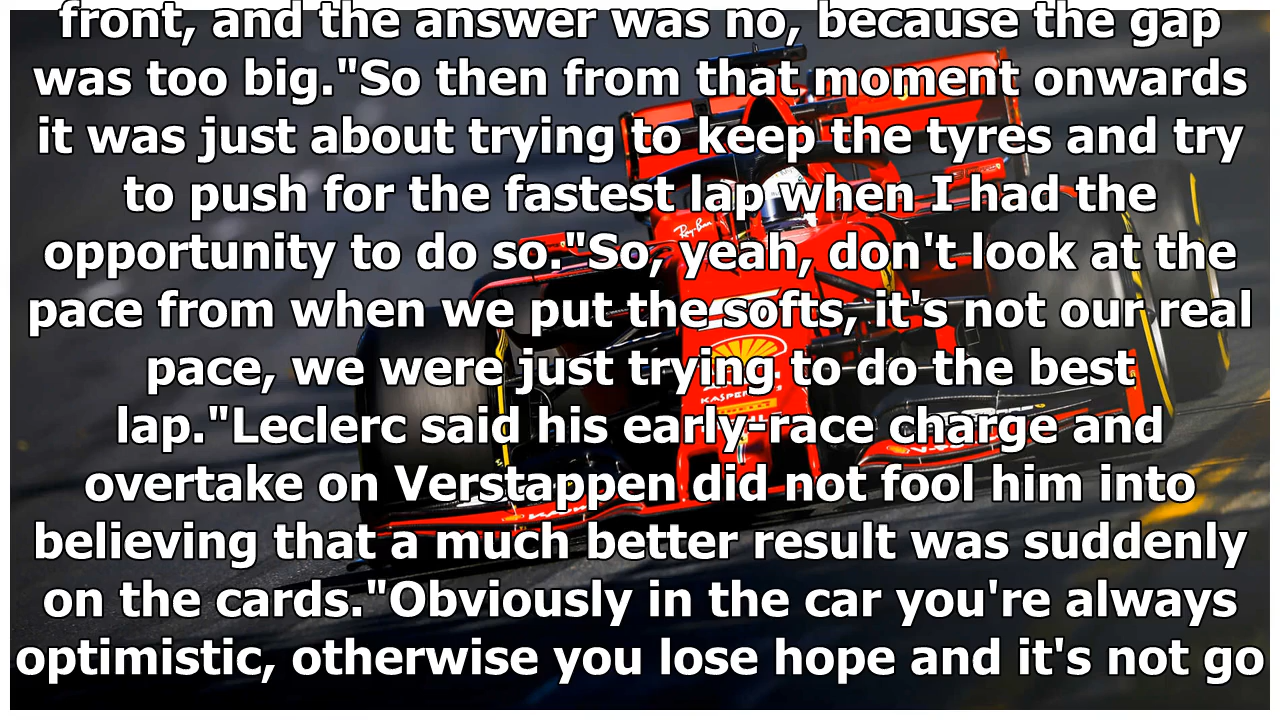 front, and the answer was no, because the gap
was too big."So then from that moment onwards
it was just about trying to keep the tyres and try
to push for the fastest lap when I had the
opportunity to do so."So, yeah, don't look at the
pace from when we put the softs, it's not our real
pace, we were just trying to do the best
lap."Leclerc said his early-race charge and
overtake on Verstappen did not fool him into
believing that a much better result was suddenly
on the cards."Obviously in the car you're always
optimistic, otherwise you lose hope and it's not go
Ray-Ban
KASPERSKY